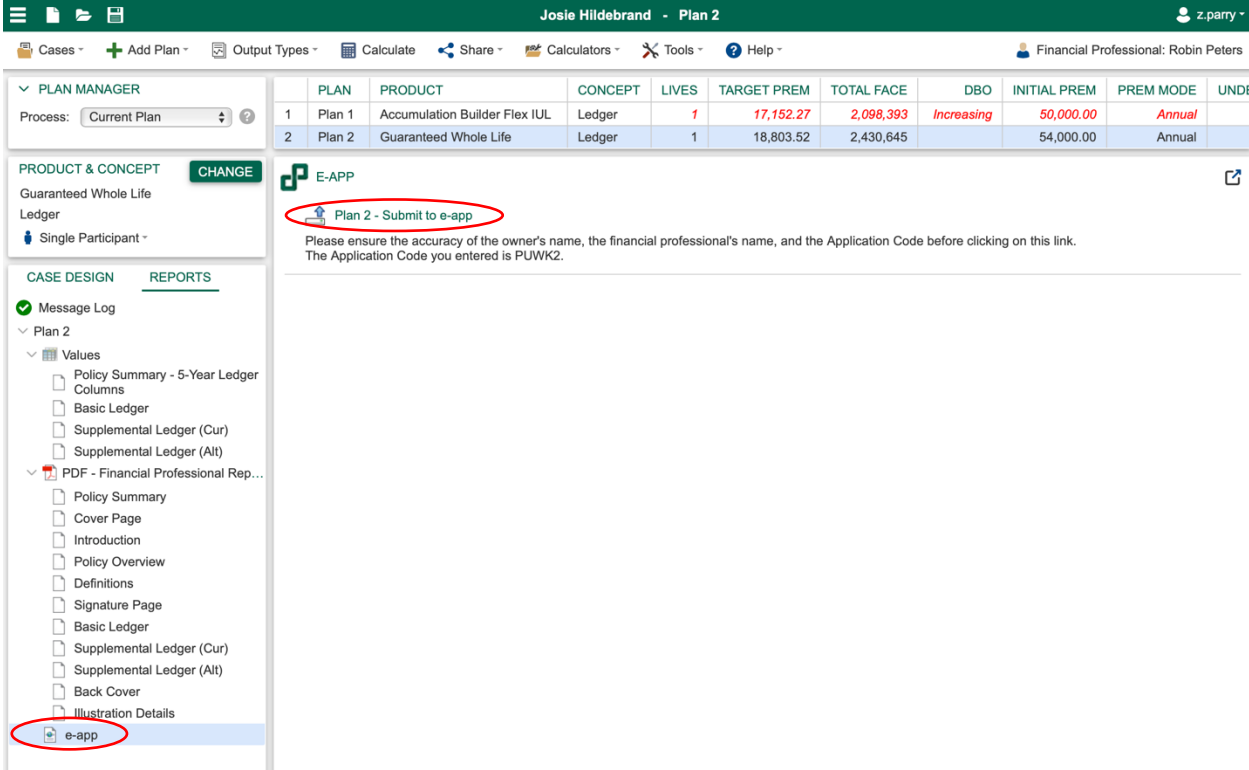 Josie Hildebrand - Plan 2
z.parry
Cases
Add Plan
Output Types
Calculate
Share
Calculators
Tools
Help
Financial Professional: Robin Peters
PLAN MANAGER
Process: Current Plan
PLAN PRODUCT CONCEPT LIVES TARGET PREM TOTAL FACE DBO INITIAL PREM PREM MODE UNDE
1 Plan 1 Accumulation Builder Flex IUL Ledger 1 17,152.27 2,098,393 Increasing 50,000.00 Annual
2 Plan 2 Guaranteed Whole Life Ledger 1 18,803.52 2,430,645 54,000.00 Annual
PRODUCT & CONCEPT
CHANGE
Guaranteed Whole Life
Ledger
Single Participant
E-APP
Plan 2 - Submit to e-app
Please ensure the accuracy of the owner's name, the financial professional's name, and the Application Code before clicking on this link.
The Application Code you entered is PUWK2.
CASE DESIGN REPORTS
Message Log
Plan 2
Values
Policy Summary - 5-Year Ledger
Columns
Basic Ledger
Supplemental Ledger (Cur)
Supplemental Ledger (Alt)
PDF - Financial Professional Rep...
Policy Summary
Cover Page
Introduction
Policy Overview
Definitions
Signature Page
Basic Ledger
Supplemental Ledger (Cur)
Supplemental Ledger (Alt)
Back Cover
Illustration Details
e-app